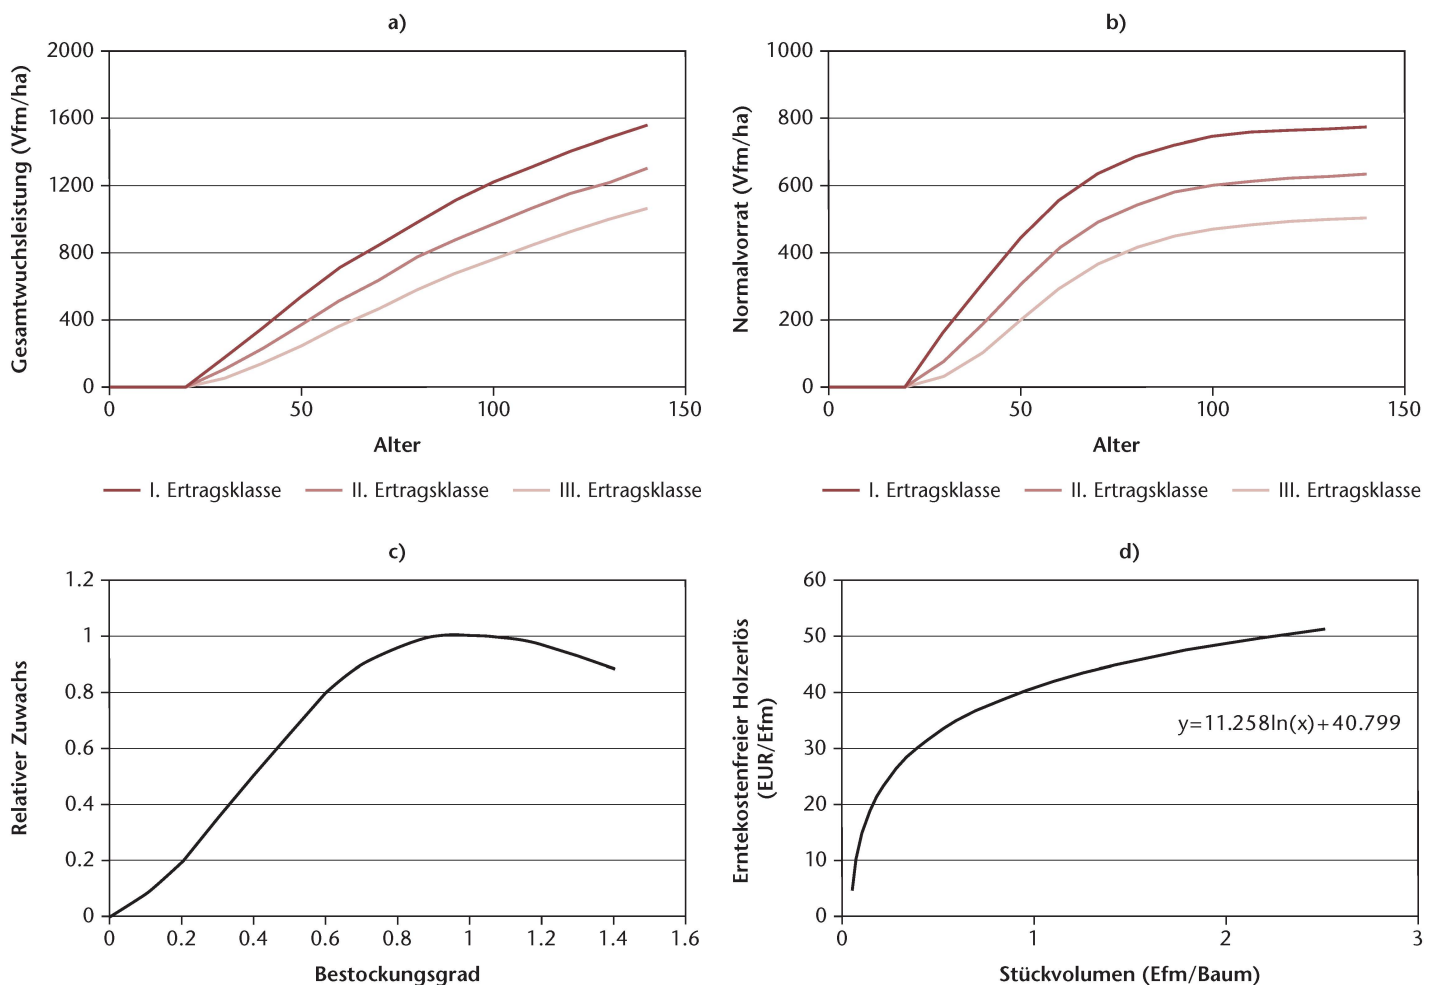 a)
Gesamtwuchsleistung (Vfm/ha)
2000
1600
1200
800
400
0
0 50 100 150
Alter
I. Ertragsklasse II. Ertragsklasse III. Ertragsklasse
b)
Normalvorrat (Vfm/ha)
1000
800
600
400
200
0
0 50 100 150
Alter
I. Ertragsklasse II. Ertragsklasse III. Ertragsklasse
c)
Relativer Zuwachs
1.2
1
0.8
0.6
0.4
0.2
0
0 0.2 0.4 0.6 0.8 1 1.2 1.4 1.6
Bestockungsgrad
d)
Erntekostenfreier Holzerlös
(EUR/Efm)
60
50
40
30
20
10
0
y=11.258ln(x)+40.799
0 1 2 3
Stückvolumen (Efm/Baum)